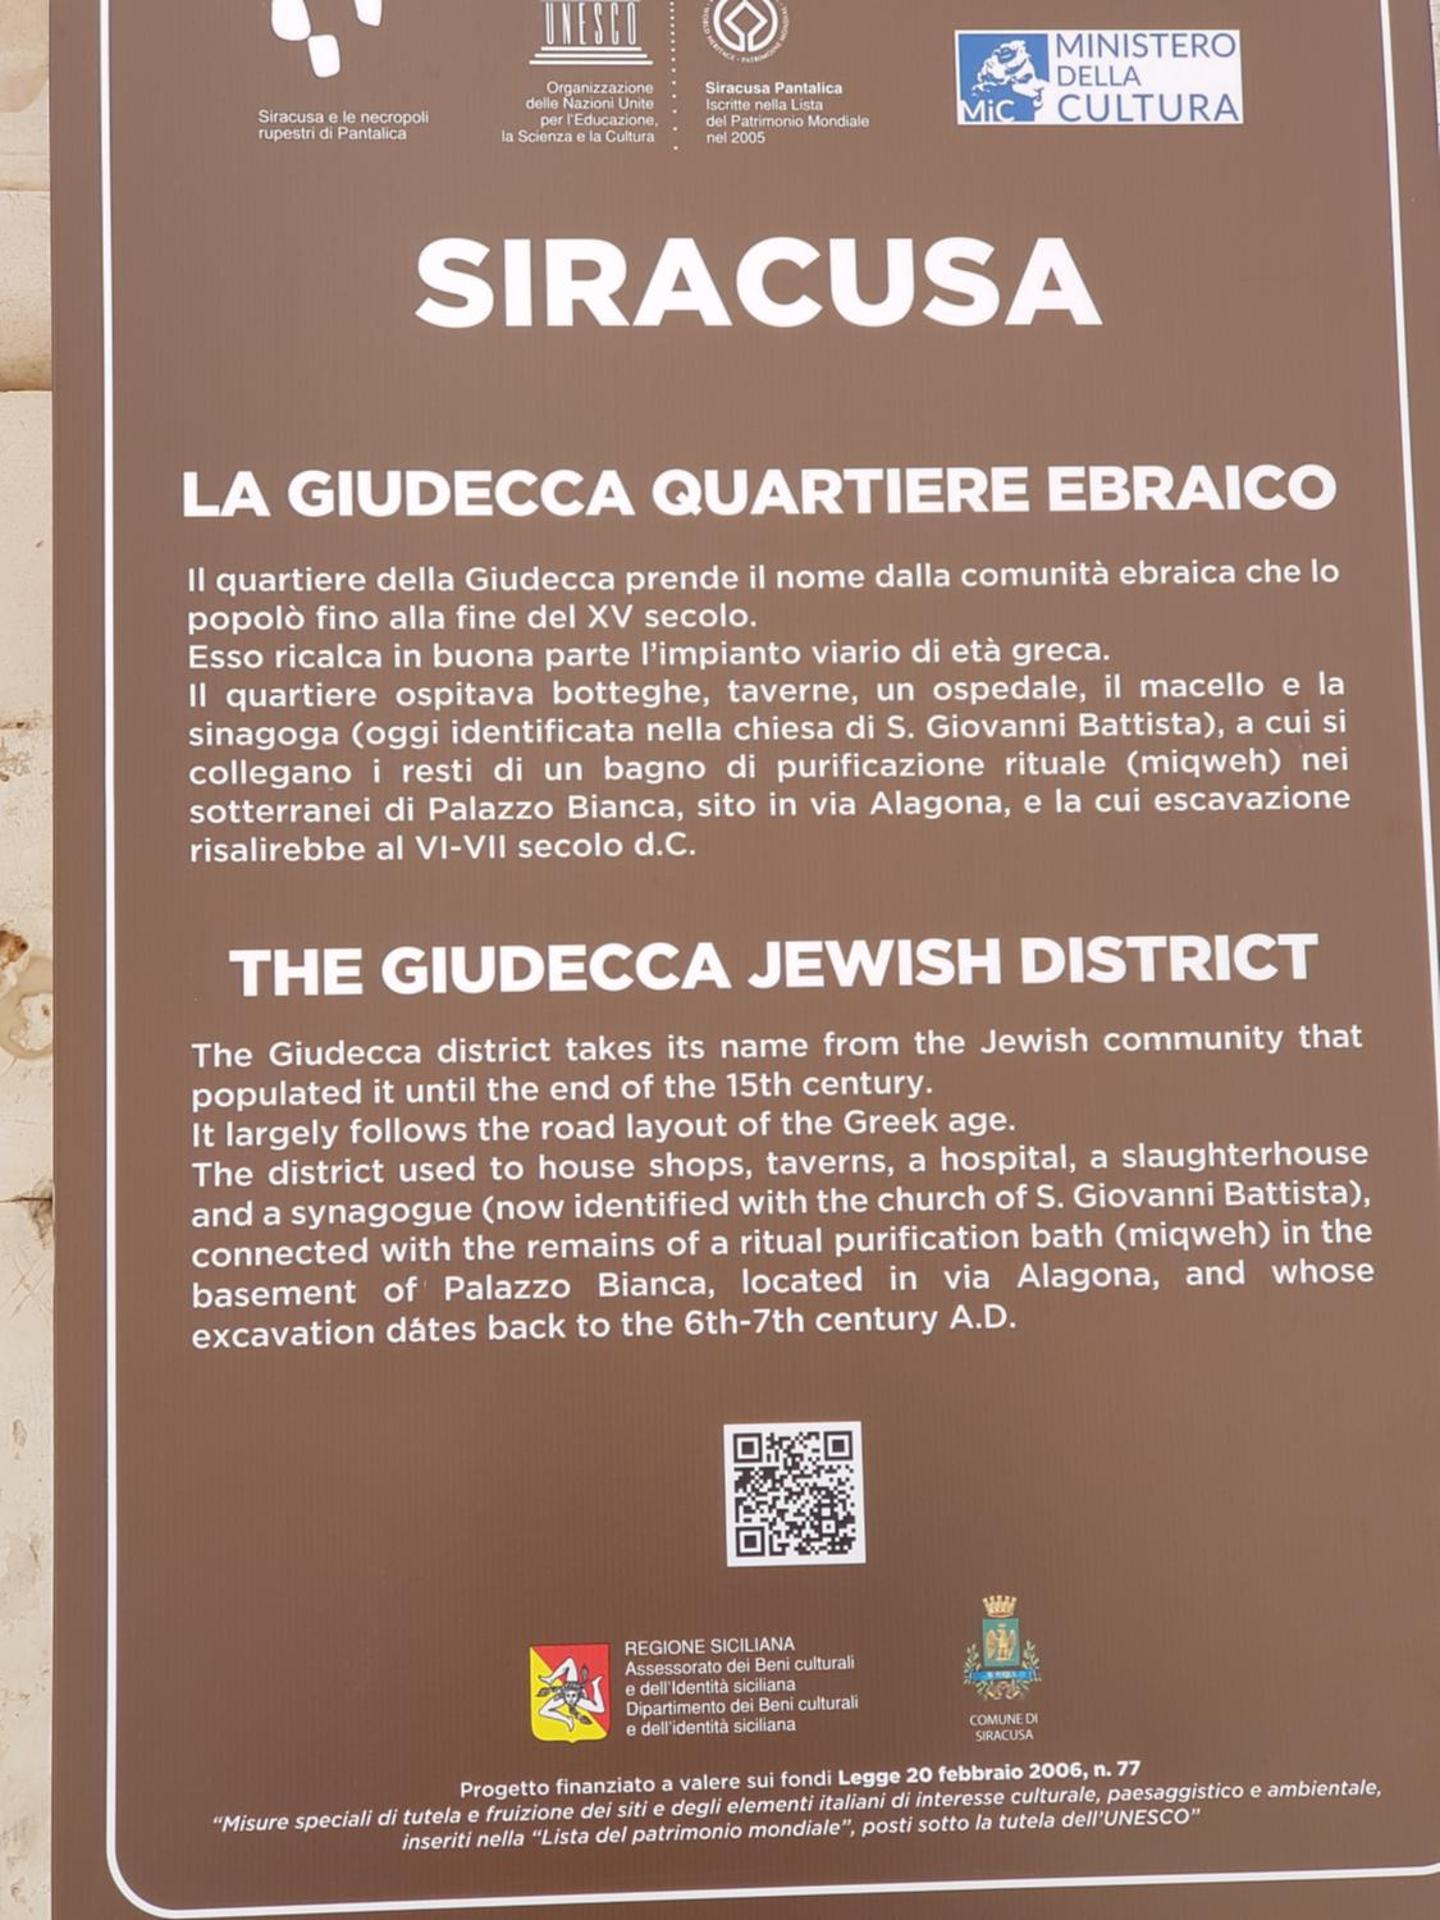 UNESCO
Organizzazione
delle Nazioni Unite
per l'Educazione,
la Scienza e la Cultura
Siracusa e le necropoli
rupestri di Pantalica
Siracusa Pantalica
Iscritte nella Lista
del Patrimonio Mondiale
nel 2005
MiC
MINISTERO
DELLA
CULTURA
SIRACUSA
LA GIUDECCA QUARTIERE EBRAICO
Il quartiere della Giudecca prende il nome dalla comunità ebraica che lo
popolò fino alla fine del XV secolo.
Esso ricalca in buona parte l'impianto viario di età greca.
Il quartiere ospitava botteghe, taverne, un ospedale, il macello e la
sinagoga (oggi identificata nella chiesa di S. Giovanni Battista), a cui si
collegano i resti di un bagno di purificazione rituale (miqweh) nei
sotterranei di Palazzo Bianca, sito in via Alagona, e la cui escavazione
risalirebbe al VI-VII secolo d.C.
THE GIUDECCA JEWISH DISTRICT
The Giudecca district takes its name from the Jewish community that
populated it until the end of the 15th century.
It largely follows the road layout of the Greek age.
The district used to house shops, taverns, a hospital, a slaughterhouse
and a synagogue (now identified with the church of S. Giovanni Battista),
connected with the remains of a ritual purification bath (miqweh) in the
basement of Palazzo Bianca, located in via Alagona, and whose
excavation dates back to the 6th-7th century A.D.
REGIONE SICILIANA
Assessorato dei Beni culturali
e dell'Identità siciliana
Dipartimento dei Beni culturali
e dell'identità siciliana
COMUNE DI
SIRACUSA
Progetto finanziato a valere sui fondi Legge 20 febbraio 2006, n. 77
"Misure speciali di tutela e fruizione dei siti e degli elementi italiani di interesse culturale, paesaggistico e ambientale,
inseriti nella "Lista del patrimonio mondiale", posti sotto la tutela dell'UNESCO"